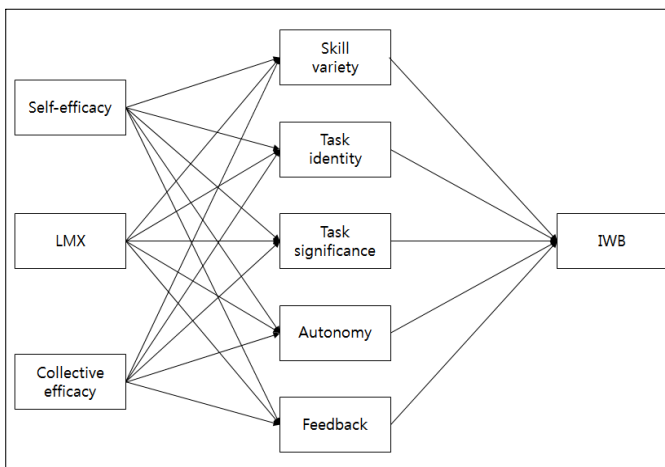 Self-efficacy
LMX
Collective
efficacy
Skill
variety
Task
identity
Task
significance
Autonomy
Feedback
IWB